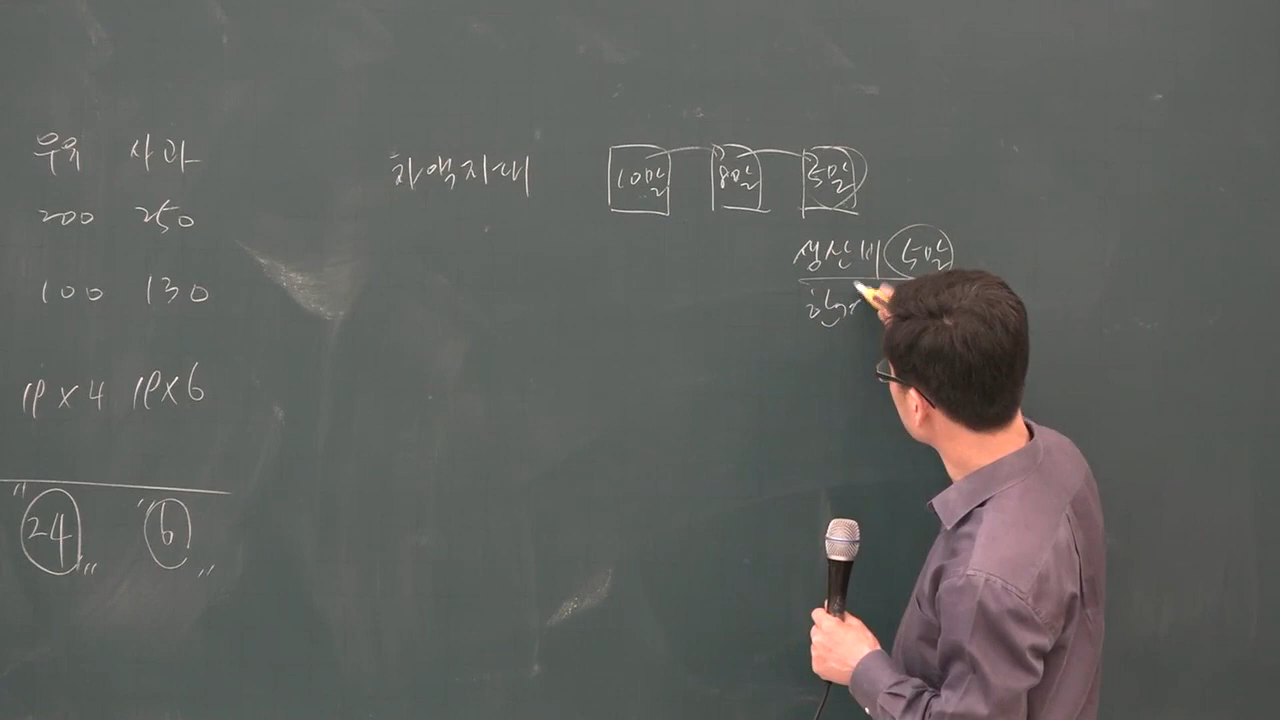 우유 사과
200 250
100 130
1P×4 1P×6
"24" "6"
차액지대
10만 8만 5만
생산비 5만